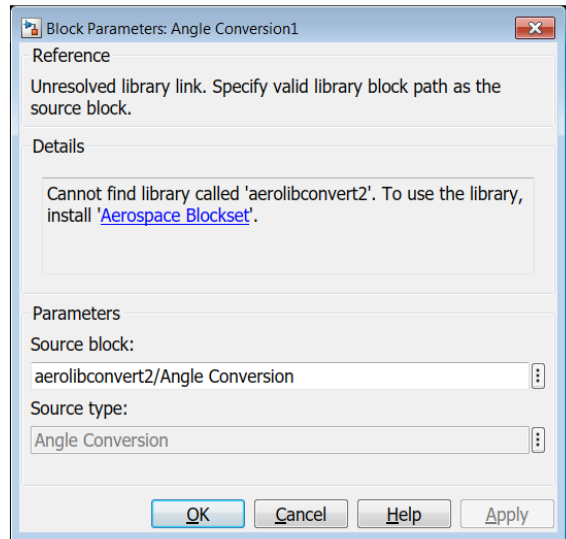 Block Parameters: Angle Conversion1
Reference
Unresolved library link. Specify valid library block path as the
source block.
Details
Cannot find library called 'aerolibconvert2'. To use the library,
install 'Aerospace Blockset'.
Parameters
Source block:
aerolibconvert2/Angle Conversion
Source type:
Angle Conversion
OK Cancel Help Apply